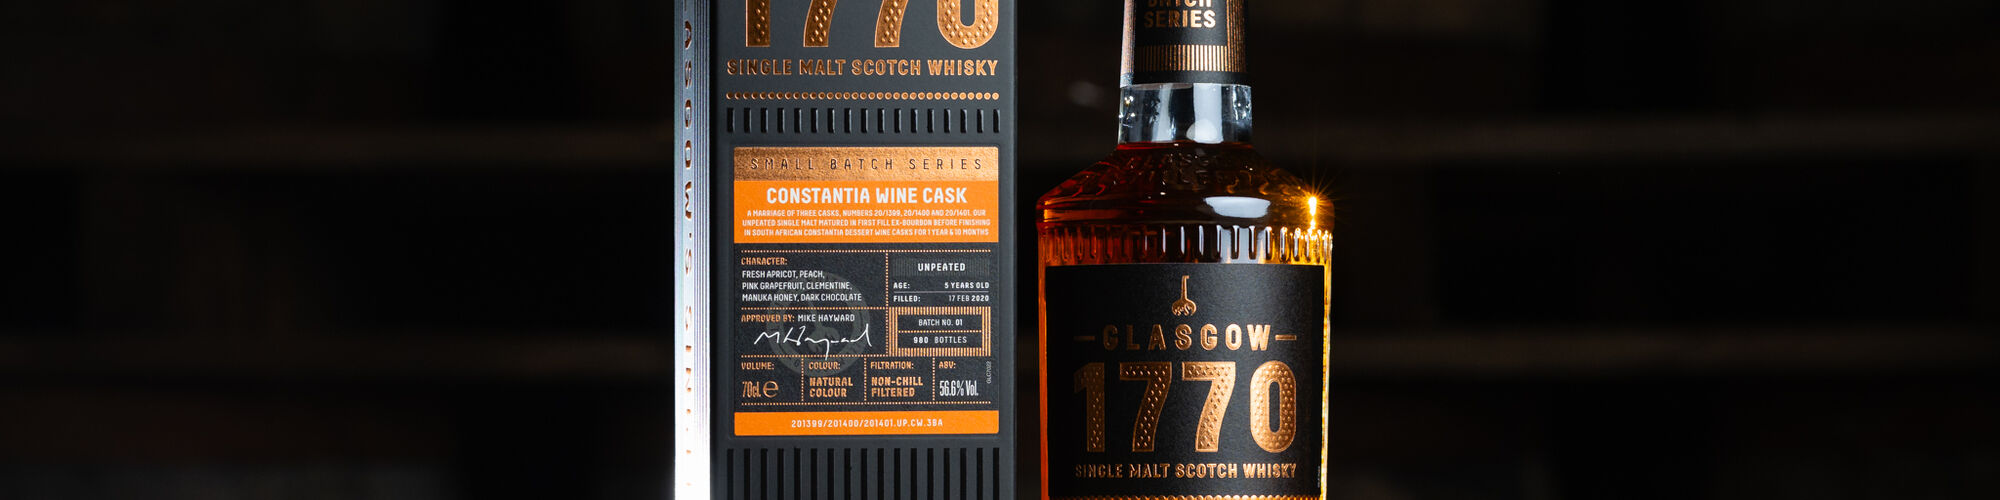 1770
SINGLE MALT SCOTCH WHISKY
SMALL BATCH SERIES
CONSTANTIA WINE CASK
A MARRIAGE OF THREE CASKS, NUMBERS 20/1399, 20/1400 AND 20/1401. OUR
UNPEATED SINGLE MALT MATURED IN FIRST FILL EX-BOURBON BEFORE FINISHING
IN SOUTH AFRICAN CONSTANTIA DESSERT WINE CASKS FOR 1 YEAR & 10 MONTHS
CHARACTER:
FRESH APRICOT, PEACH,
PINK GRAPEFRUIT, CLEMENTINE,
MANUKA HONEY, DARK CHOCOLATE
UNPEATED
AGE: 5 YEARS OLD
FILLED: 17 FEB 2020
APPROVED BY: MIKE HAYWARD
M Hayward
BATCH NO. 01
980 BOTTLES
VOLUME:
70cl. e
COLOUR:
NATURAL
COLOUR
FILTRATION:
NON-CHILL
FILTERED
ABV:
56.6% Vol.
201399/201400/201401.UP.CW.38A
BATCH
SERIES
GLASGOW
1770
SINGLE MALT SCOTCH WHISKY